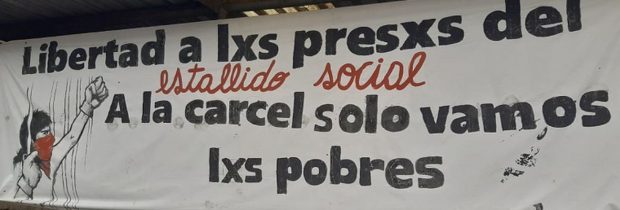 Libertad a lxs presxs del
estallido social
A la carcel solo vamos
lxs pobres